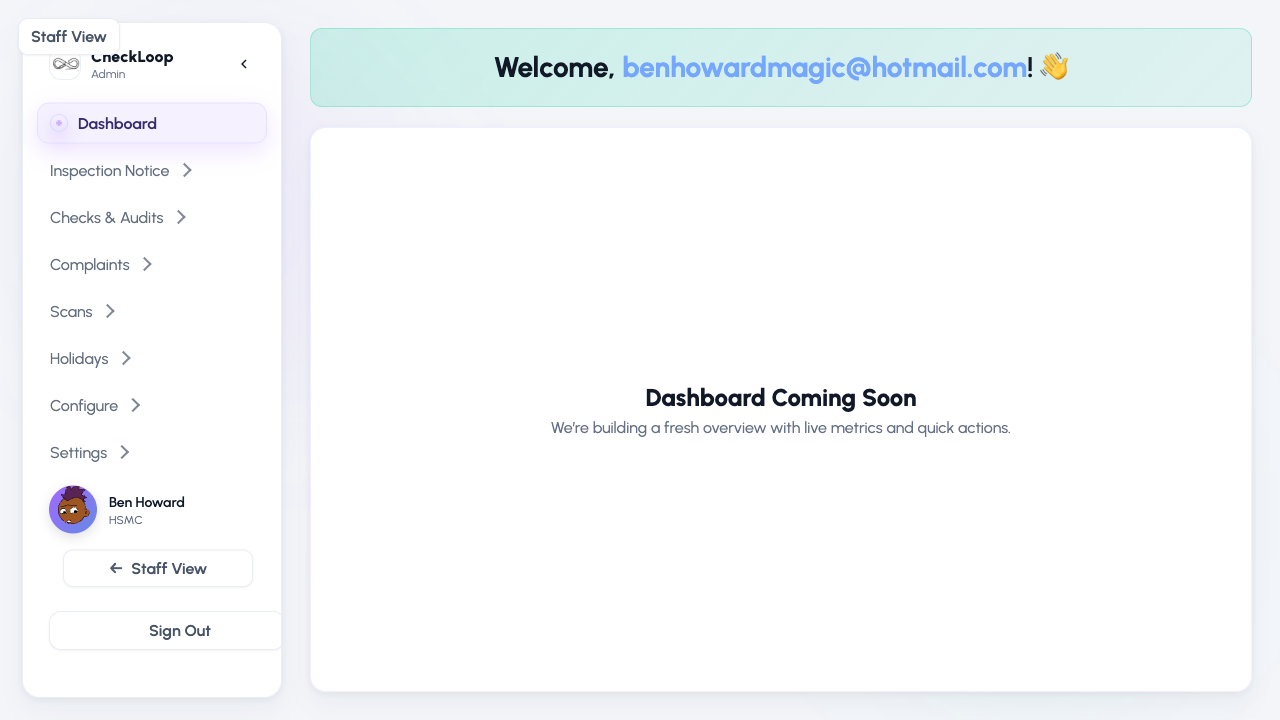 Staff View
CheckLoop
Admin
Dashboard
Inspection Notice
Checks & Audits
Complaints
Scans
Holidays
Configure
Settings
Ben Howard
HSMC
← Staff View
Sign Out
Welcome, benhowardmagic@hotmail.com! 👋
Dashboard Coming Soon
We’re building a fresh overview with live metrics and quick actions.